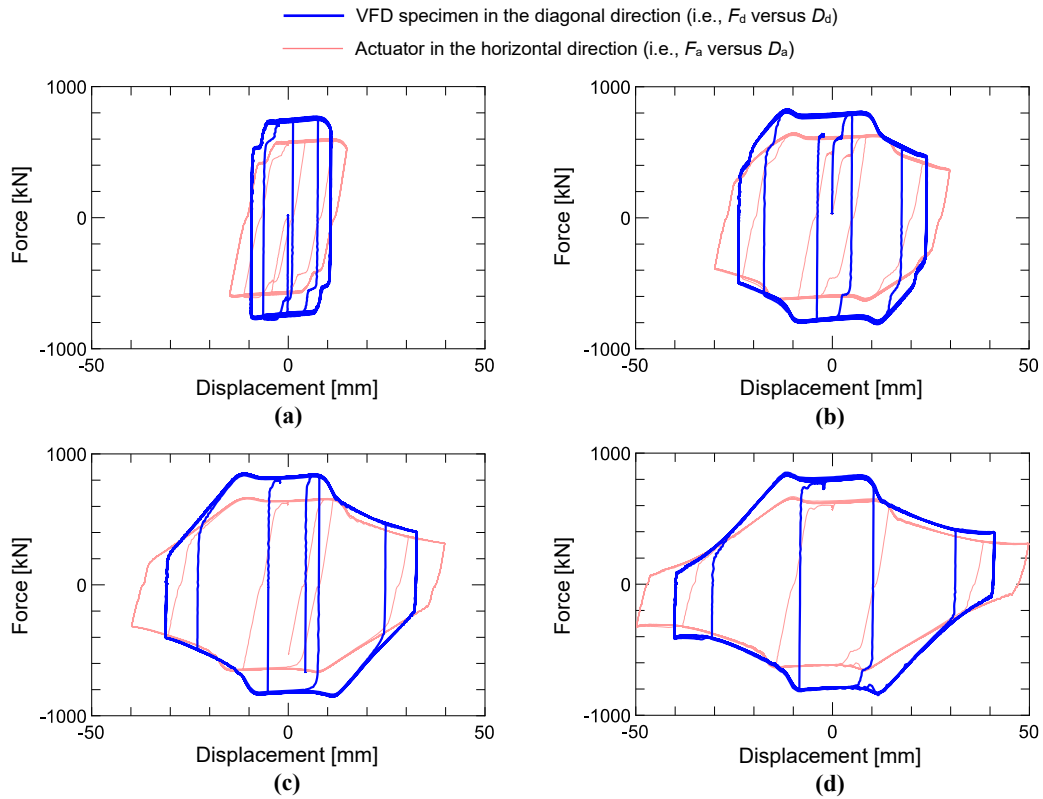 VFD specimen in the diagonal direction (i.e., Fd versus Dd)
Actuator in the horizontal direction (i.e., Fa versus Da)
1000
0
-1000
Force [kN]
-50
0
50
Displacement [mm]
(a)
1000
0
-1000
Force [kN]
-50
0
50
Displacement [mm]
(b)
1000
0
-1000
Force [kN]
-50
0
50
Displacement [mm]
(c)
1000
0
-1000
Force [kN]
-50
0
50
Displacement [mm]
(d)